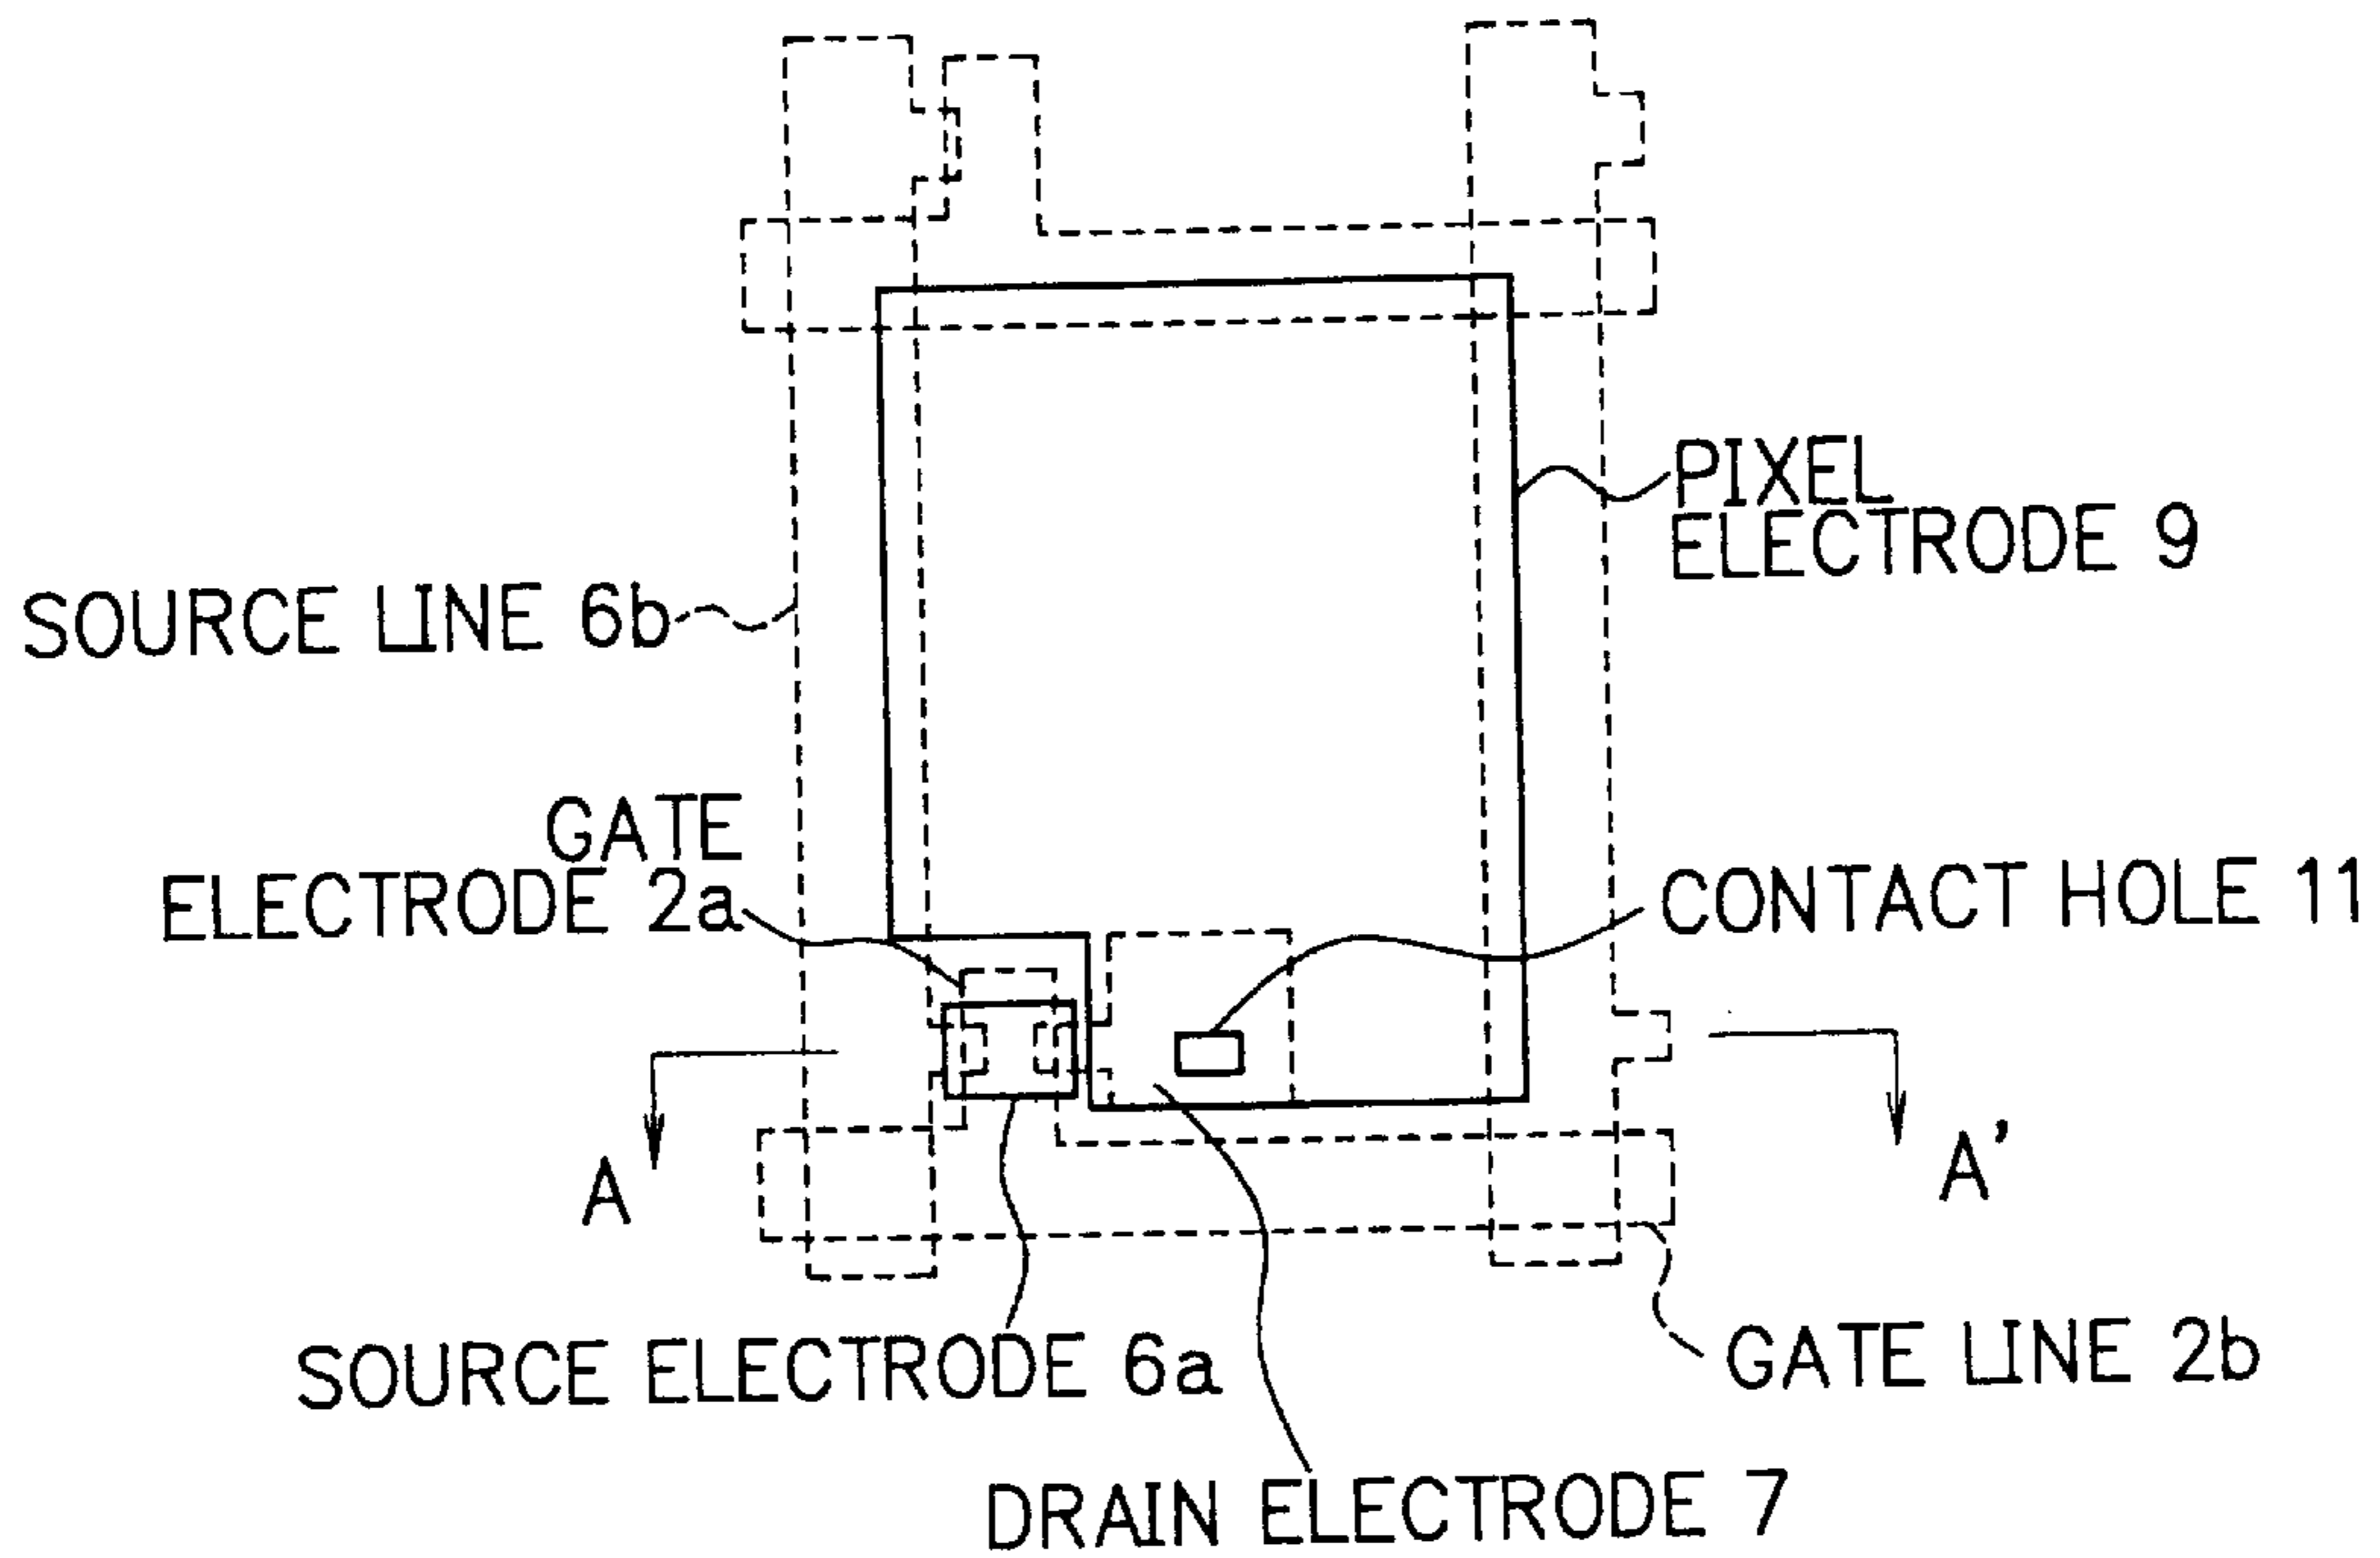 PIXEL
ELECTRODE 9
SOURCE LINE 6b
GATE
ELECTRODE 2a
CONTACT HOLE 11
A
A'
SOURCE ELECTRODE 6a
GATE LINE 2b
DRAIN ELECTRODE 7